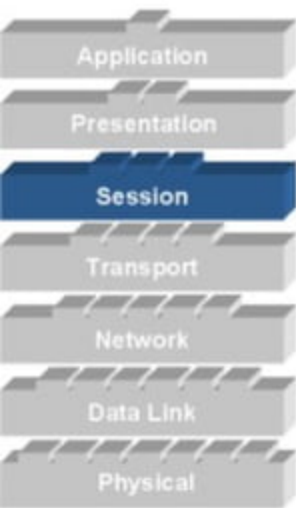 Application
Presentation
Session
Transport
Network
Data Link
Physical